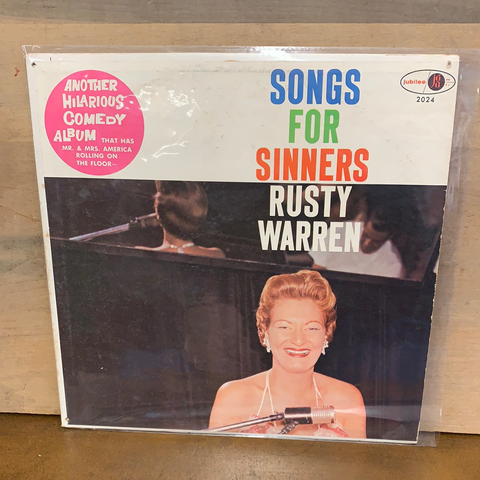 ANOTHER
HILARIOUS
COMEDY
ALBUM THAT HAS
MR. & MRS. AMERICA
ROLLING ON
THE FLOOR—
SONGS
FOR
SINNERS
RUSTY
WARREN
jubilee
2024